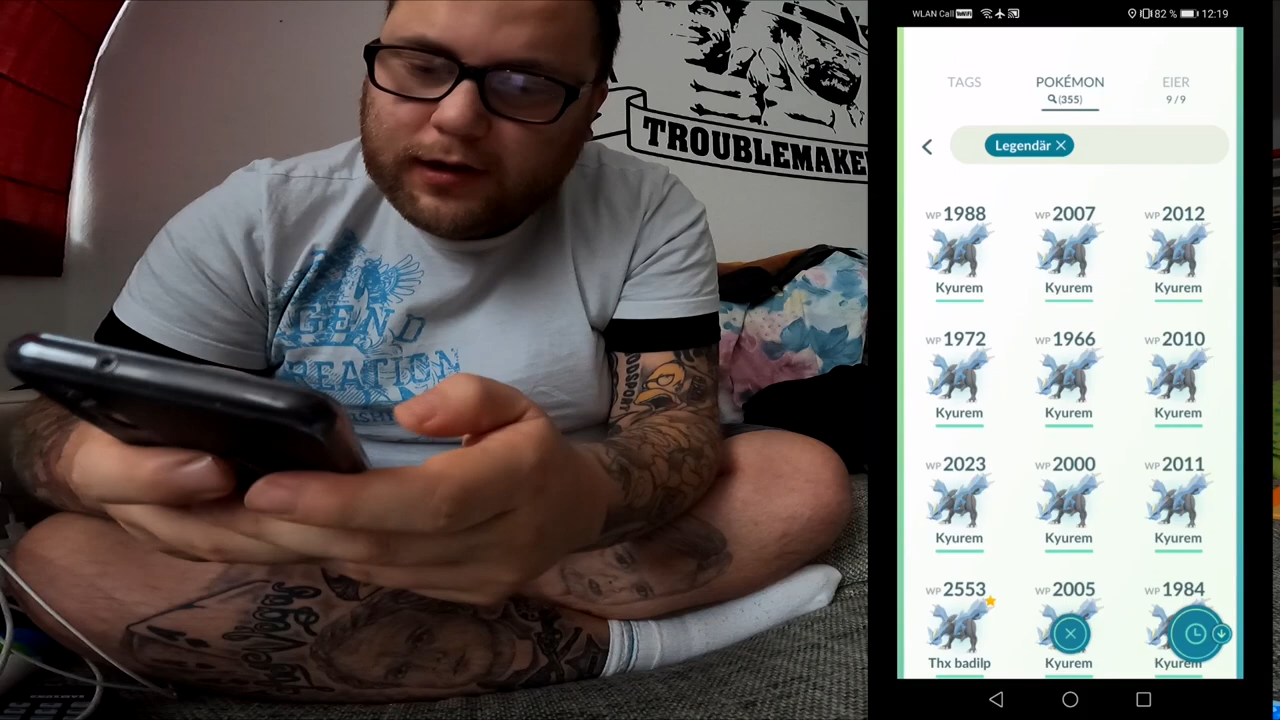 WLAN Call VoWiFi 82 % 12:19
TAGS
POKÉMON
(355)
EIER
9 / 9
Legendär
WP 1988
WP 2007
WP 2012
Kyurem
Kyurem
Kyurem
WP 1972
WP 1966
WP 2010
Kyurem
Kyurem
Kyurem
WP 2023
WP 2000
WP 2011
Kyurem
Kyurem
Kyurem
WP 2553
WP 2005
WP 1984
Thx badilp
Kyurem
Kyurem
TROUBLEMAKE